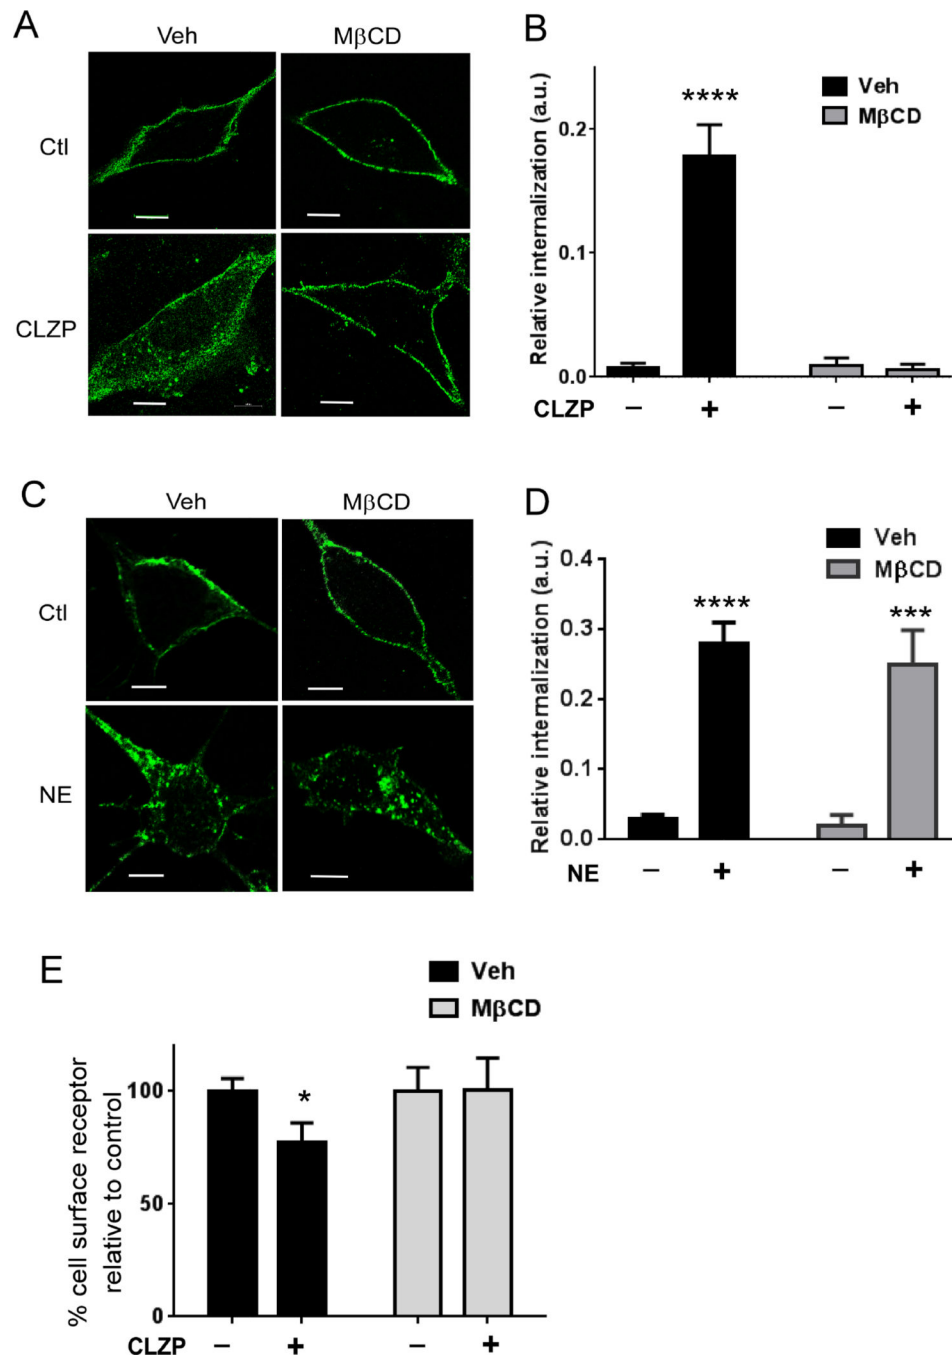 A
Veh MβCD
Ctl
CLZP
B
Relative internalization (a.u.)
Veh
MβCD
****
0.2
0.1
0.0
CLZP − + − +
C
Veh MβCD
Ctl
NE
D
Relative internalization (a.u.)
Veh
MβCD
0.4
0.3
0.2
0.1
0.0
**** ***
NE − + − +
E
Veh
MβCD
% cell surface receptor
relative to control
100
50
0
*
CLZP − + − +